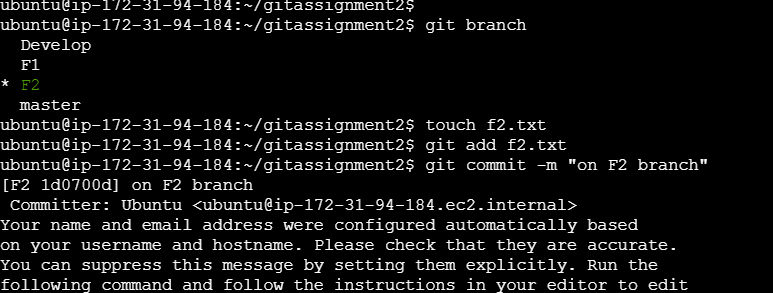 ubuntu@ip-172-31-94-184:~/gitassignment2$
ubuntu@ip-172-31-94-184:~/gitassignment2$ git branch
  Develop
  F1
* F2
  master
ubuntu@ip-172-31-94-184:~/gitassignment2$ touch f2.txt
ubuntu@ip-172-31-94-184:~/gitassignment2$ git add f2.txt
ubuntu@ip-172-31-94-184:~/gitassignment2$ git commit -m "on F2 branch"
[F2 1d0700d] on F2 branch
 Committer: Ubuntu <ubuntu@ip-172-31-94-184.ec2.internal>
Your name and email address were configured automatically based
on your username and hostname. Please check that they are accurate.
You can suppress this message by setting them explicitly. Run the
following command and follow the instructions in your editor to edit